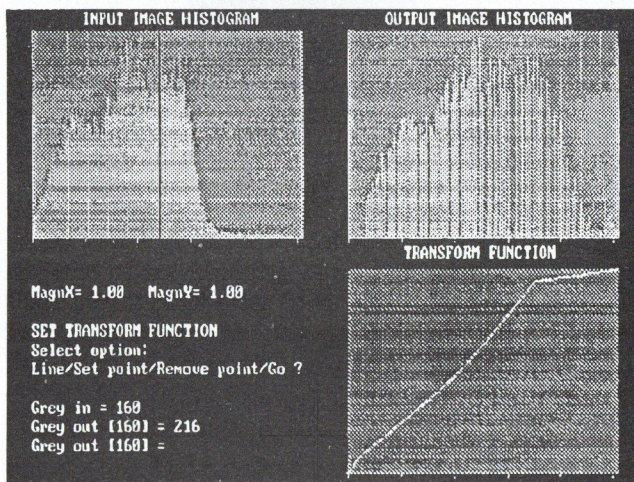 INPUT IMAGE HISTOGRAM
OUTPUT IMAGE HISTOGRAM
TRANSFORM FUNCTION
MagnX= 1.00 MagnY= 1.00
SET TRANSFORM FUNCTION
Select option:
Line/Set point/Remove point/Go ?
Grey in = 160
Grey out [160] = 216
Grey out [160] =